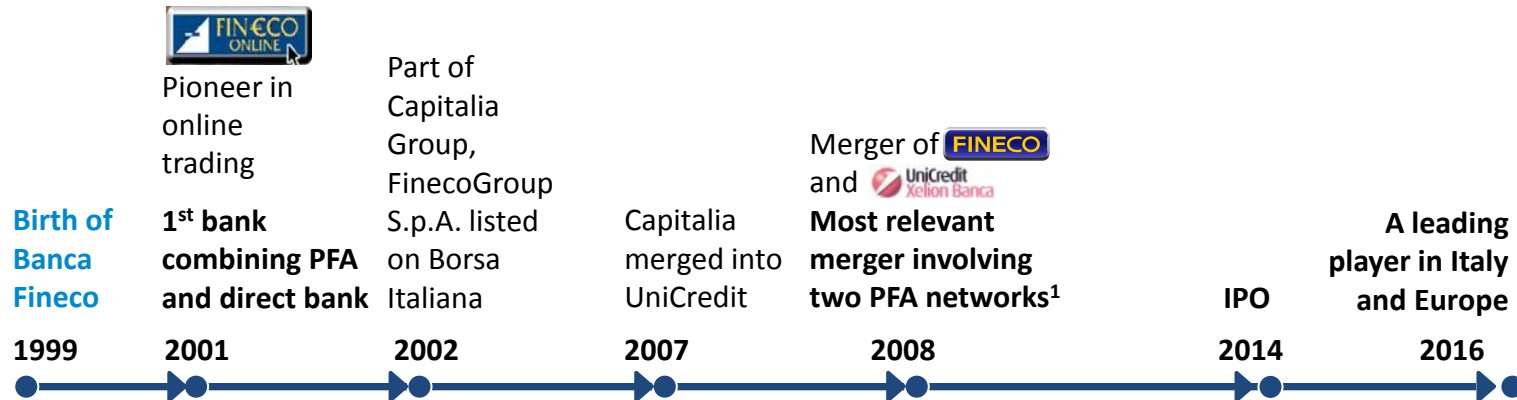 FIN€CO
ONLINE
Pioneer in
online
trading
Part of
Capitalia
Group,
FinecoGroup
S.p.A. listed
on Borsa
Italiana
Merger of FINECO
and UniCredit
Xelion Banca
Birth of
Banca
Fineco
1st bank
combining PFA
and direct bank
Capitalia
merged into
UniCredit
Most relevant
merger involving
two PFA networks1
IPO
A leading
player in Italy
and Europe
1999
2001
2002
2007
2008
2014
2016